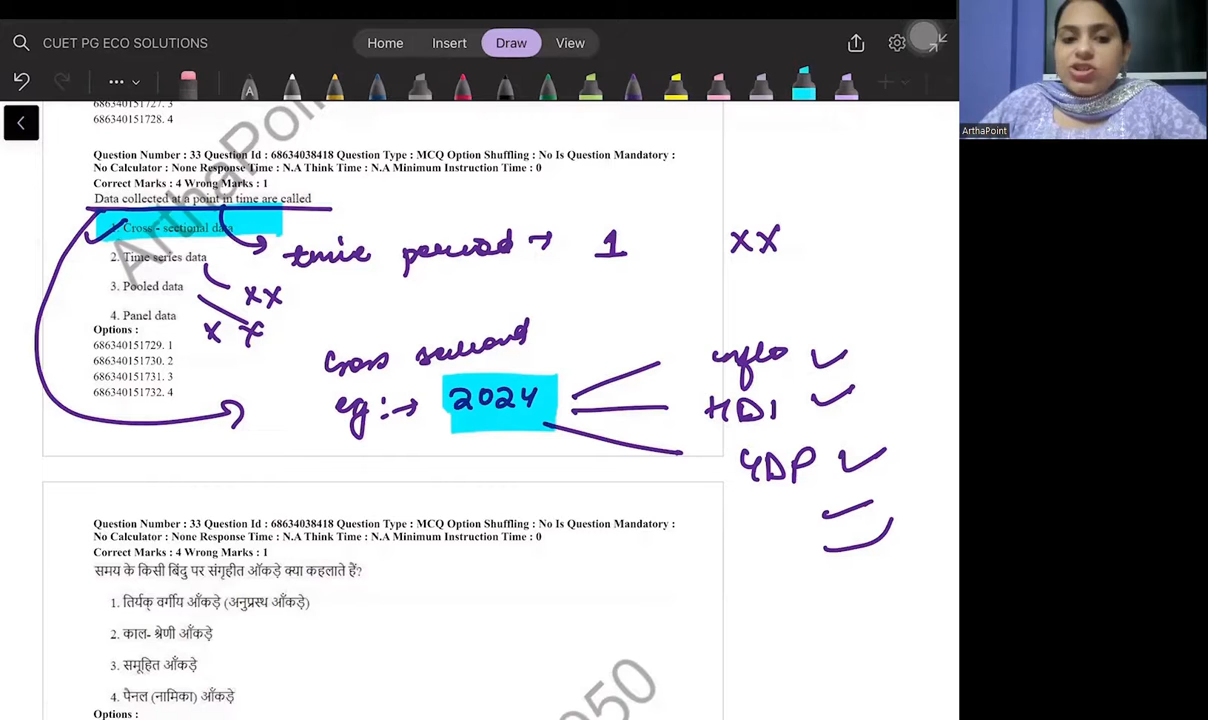 CUET PG ECO SOLUTIONS
Home Insert Draw View
ArthaPoint
686340151727. 3
686340151728. 4
Question Number : 33 Question Id : 68634038418 Question Type : MCQ Option Shuffling : No Is Question Mandatory :
No Calculator : None Response Time : N.A Think Time : N.A Minimum Instruction Time : 0
Correct Marks : 4 Wrong Marks : 1
Data collected at a point in time are called
1. Cross - sectional data
time period → 1 XX
2. Time series data
3. Pooled data
XX
4. Panel data
X X
Options :
686340151729. 1
686340151730. 2
686340151731. 3
686340151732. 4
Cross
eg :→ 2024
HDI
GDP
Question Number : 33 Question Id : 68634038418 Question Type : MCQ Option Shuffling : No Is Question Mandatory :
No Calculator : None Response Time : N.A Think Time : N.A Minimum Instruction Time : 0
Correct Marks : 4 Wrong Marks : 1
समय के किसी बिंदु पर संगृहीत आँकड़े क्या कहलाते हैं?
1. तिर्यक् वर्गीय आँकड़े (अनुप्रस्थ आँकड़े)
2. काल- श्रेणी आँकड़े
3. समूहित आँकड़े
4. पैनल (नामिका) आँकड़े
Options :
ArthaPoin
950